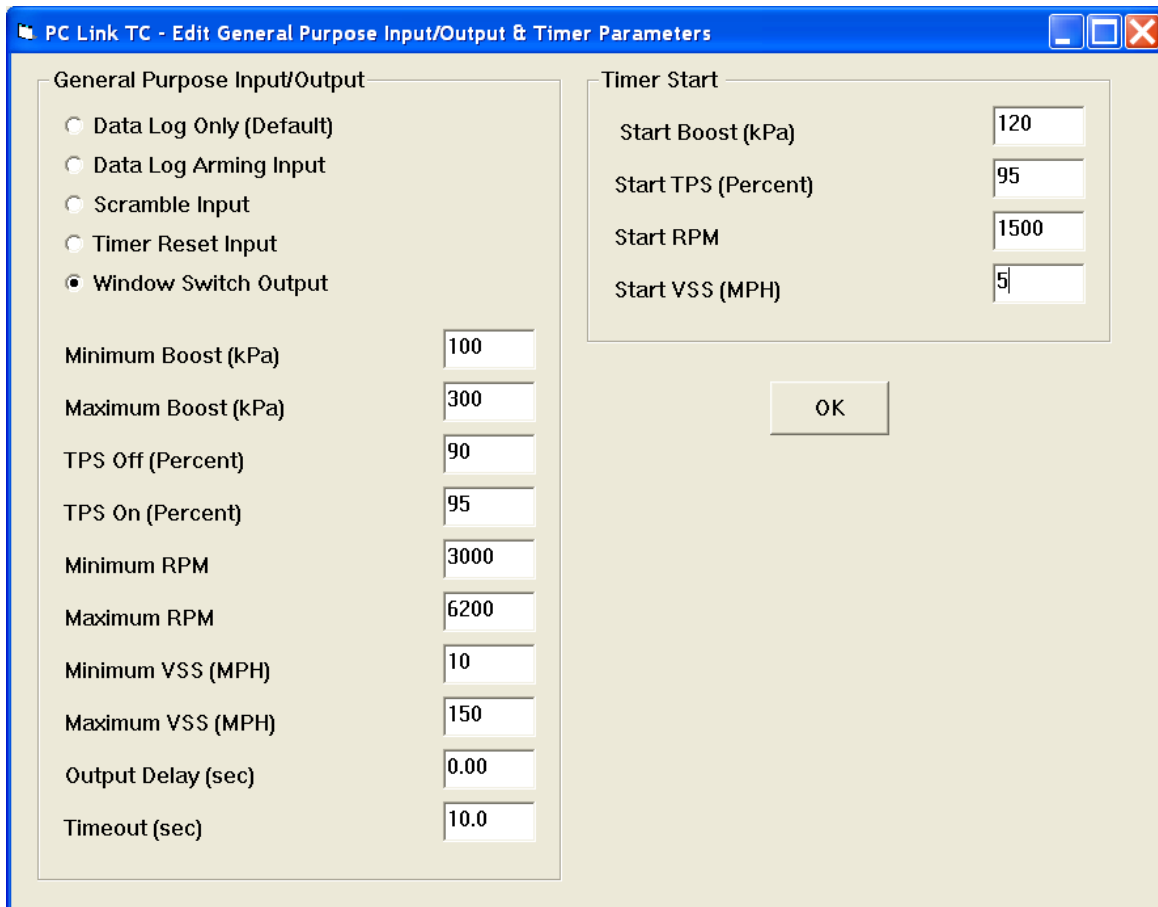 PC Link TC - Edit General Purpose Input/Output & Timer Parameters
General Purpose Input/Output
Data Log Only (Default)
Data Log Arming Input
Scramble Input
Timer Reset Input
Window Switch Output
Minimum Boost (kPa) 100
Maximum Boost (kPa) 300
TPS Off (Percent) 90
TPS On (Percent) 95
Minimum RPM 3000
Maximum RPM 6200
Minimum VSS (MPH) 10
Maximum VSS (MPH) 150
Output Delay (sec) 0.00
Timeout (sec) 10.0
Timer Start
Start Boost (kPa) 120
Start TPS (Percent) 95
Start RPM 1500
Start VSS (MPH) 5
OK